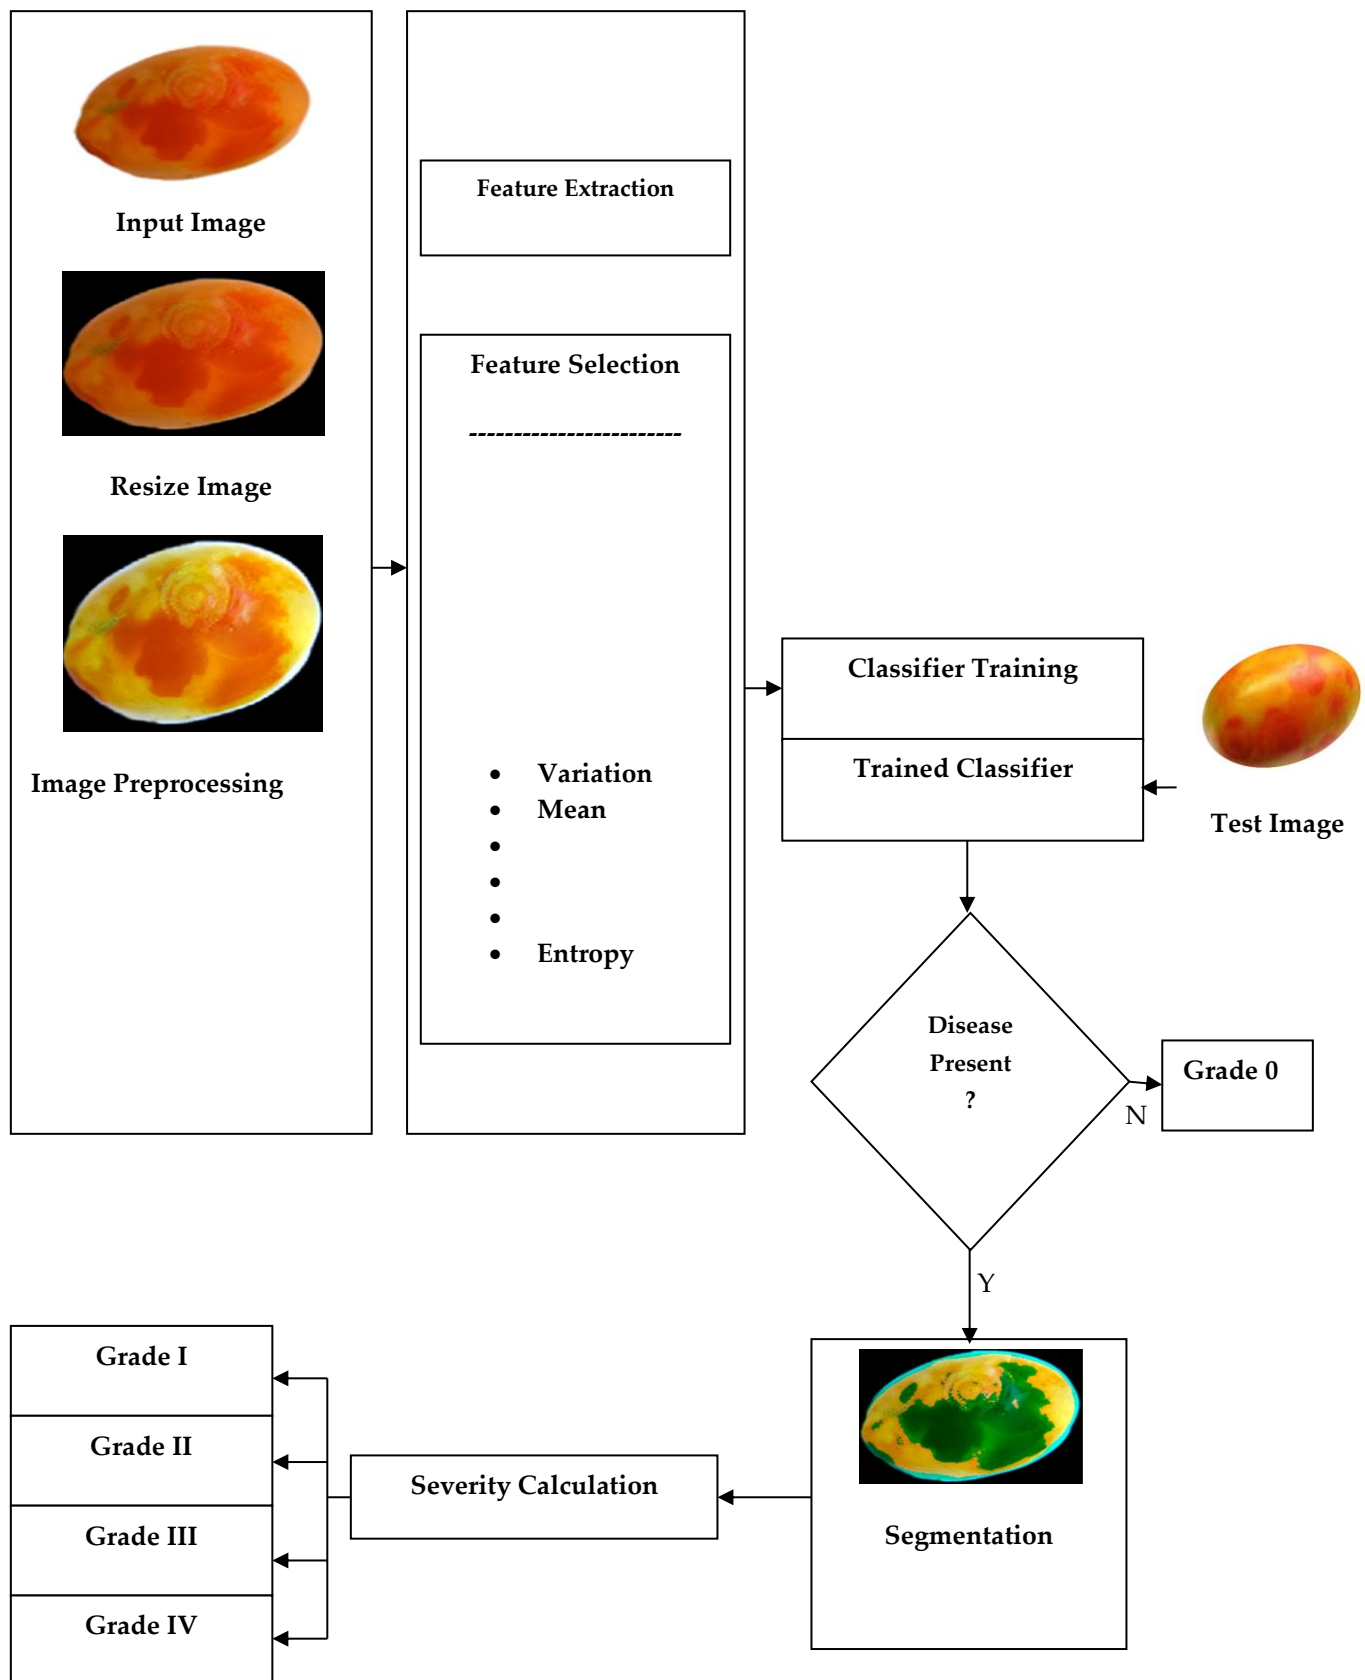 Input Image
Resize Image
Image Preprocessing
Feature Extraction
Feature Selection
------------------------
• Variation
• Mean
•
•
•
• Entropy
Classifier Training
Trained Classifier
Test Image
Disease
Present
?
N
Grade 0
Y
Segmentation
Severity Calculation
Grade I
Grade II
Grade III
Grade IV